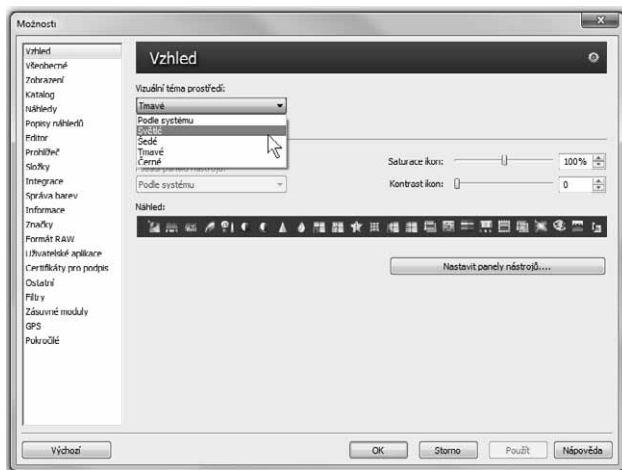 Možnosti
Vzhled
Všeobecné
Zobrazení
Katalog
Náhledy
Popisy náhledů
Editor
Prohlížeč
Složky
Integrace
Správa barev
Informace
Značky
Formát RAW
Uživatelské aplikace
Certifikáty pro podpis
Ostatní
Filtry
Zásuvné moduly
GPS
Pokročilé
Vzhled
Vizuální téma prostředí:
Tmavé
Podle systému
Světlé
Šedé
Tmavé
Černé
Podle systému
Saturace ikon:
100%
Kontrast ikon:
0
Náhled:
Nastavit panely nástrojů....
Výchozí
OK
Storno
Použít
Nápověda